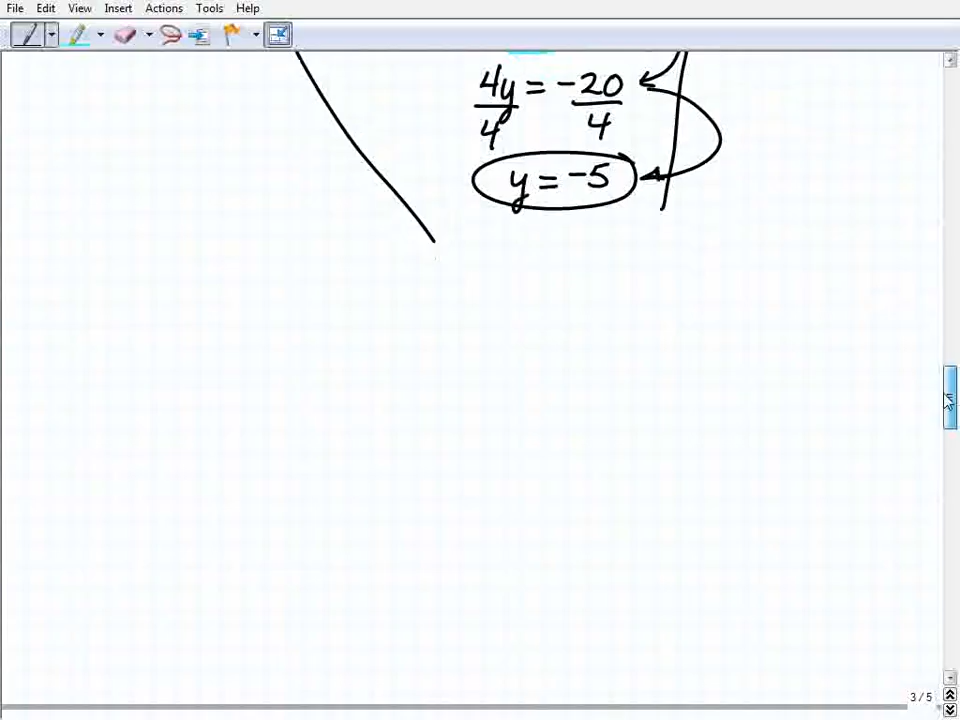 File Edit View Insert Actions Tools Help
4y = -20
4 4
y = -5
3 / 5